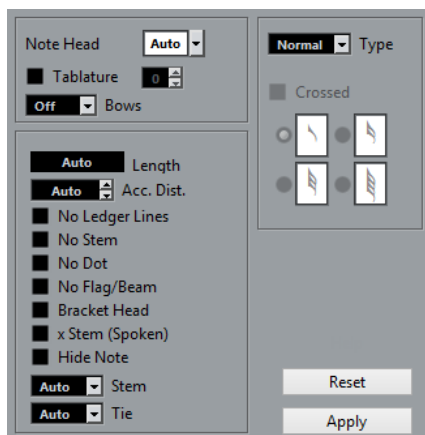 Note Head Auto
Tablature 0
Off Bows
Auto Length
Auto Acc. Dist.
No Ledger Lines
No Stem
No Dot
No Flag/Beam
Bracket Head
x Stem (Spoken)
Hide Note
Auto Stem
Auto Tie
Normal Type
Crossed
Reset
Apply